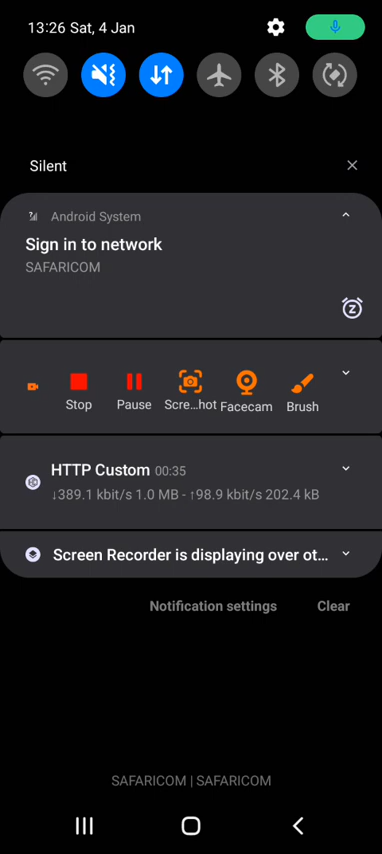 13:26 Sat, 4 Jan
Silent
Android System
Sign in to network
SAFARICOM
Stop
Pause
Scre...hot
Facecam
Brush
HTTP Custom 00:35
↓389.1 kbit/s 1.0 MB - ↑98.9 kbit/s 202.4 kB
Screen Recorder is displaying over ot...
Notification settings
Clear
SAFARICOM | SAFARICOM